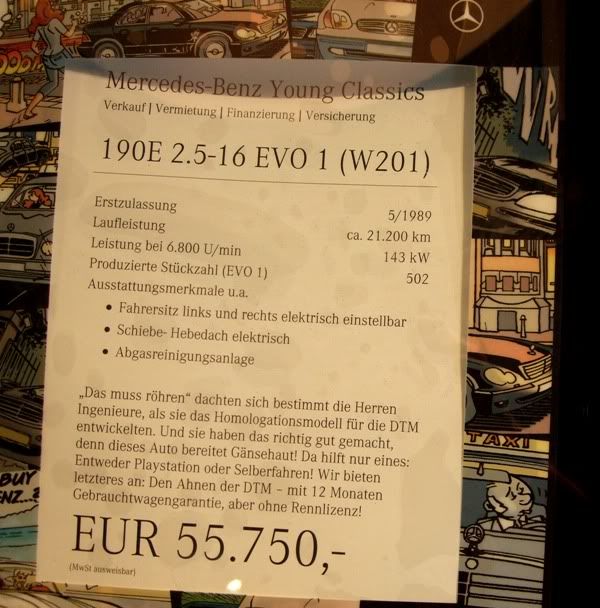 Mercedes-Benz Young Classics
Verkauf | Vermietung | Finanzierung | Versicherung
190E 2.5-16 EVO 1 (W201)
Erstzulassung 5/1989
Laufleistung ca. 21.200 km
Leistung bei 6.800 U/min 143 kW
Produzierte Stückzahl (EVO 1) 502
Ausstattungsmerkmale u.a.
• Fahrersitz links und rechts elektrisch einstellbar
• Schiebe- Hebedach elektrisch
• Abgasreinigungsanlage
„Das muss röhren" dachten sich bestimmt die Herren
Ingenieure, als sie das Homologationsmodell für die DTM
entwickelten. Und sie haben das richtig gut gemacht,
denn dieses Auto bereitet Gänsehaut! Da hilft nur eines:
Entweder Playstation oder Selberfahren! Wir bieten
letzteres an: Den Ahnen der DTM – mit 12 Monaten
Gebrauchtwagengarantie, aber ohne Rennlizenz!
EUR 55.750,-
(MwSt ausweisbar)
TAXI
BUY